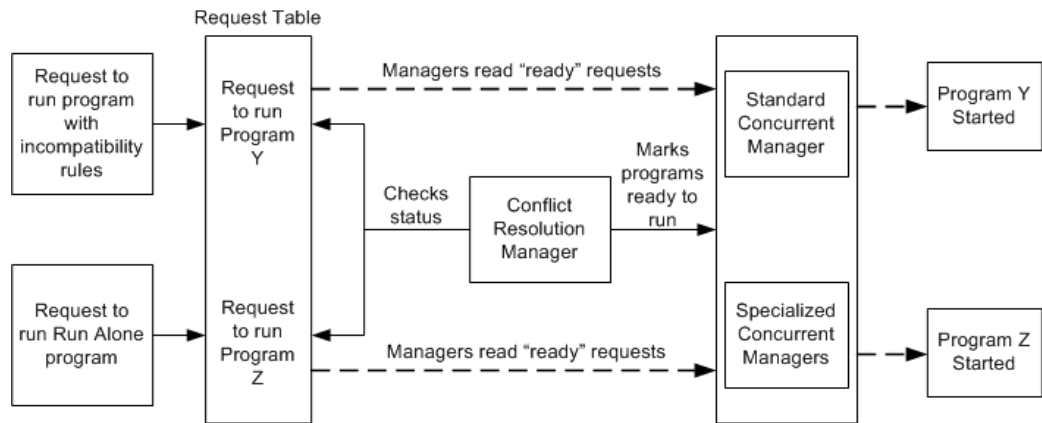 Request Table
Request to
run program
with
incompatibility
rules
Request to
run Run Alone
program
Request
to run
Program
Y
Request
to run
Program
Z
Managers read “ready” requests
Checks
status
Conflict
Resolution
Manager
Marks
programs
ready to
run
Managers read “ready” requests
Standard
Concurrent
Manager
Specialized
Concurrent
Managers
Program Y
Started
Program Z
Started